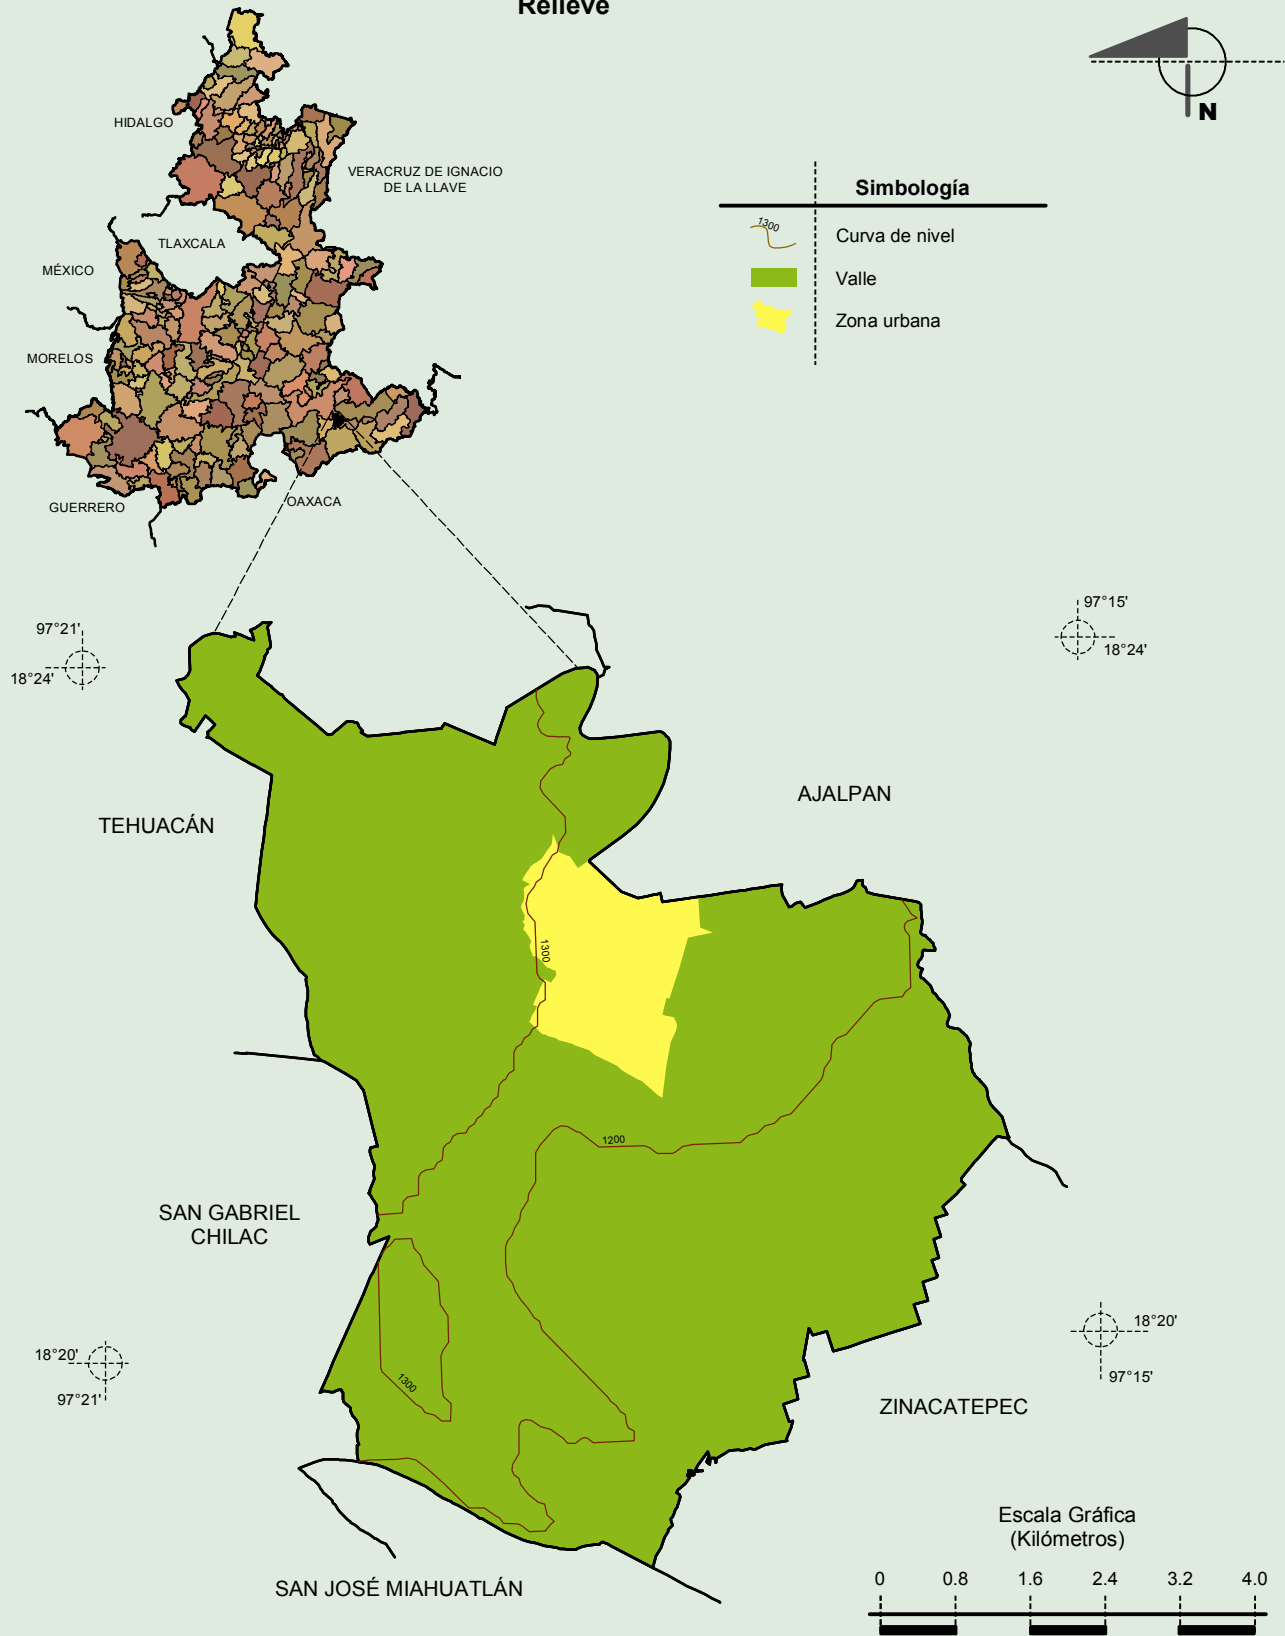 Relieve
N
HIDALGO
VERACRUZ DE IGNACIO
DE LA LLAVE
TLAXCALA
MÉXICO
MORELOS
GUERRERO
OAXACA
Simbología
1300
Curva de nivel
Valle
Zona urbana
97°21'
18°24'
97°15'
18°24'
AJALPAN
TEHUACÁN
1300
1200
SAN GABRIEL
CHILAC
1300
18°20'
97°21'
18°20'
97°15'
ZINACATEPEC
SAN JOSÉ MIAHUATLÁN
Escala Gráfica
(Kilómetros)
0 0.8 1.6 2.4 3.2 4.0